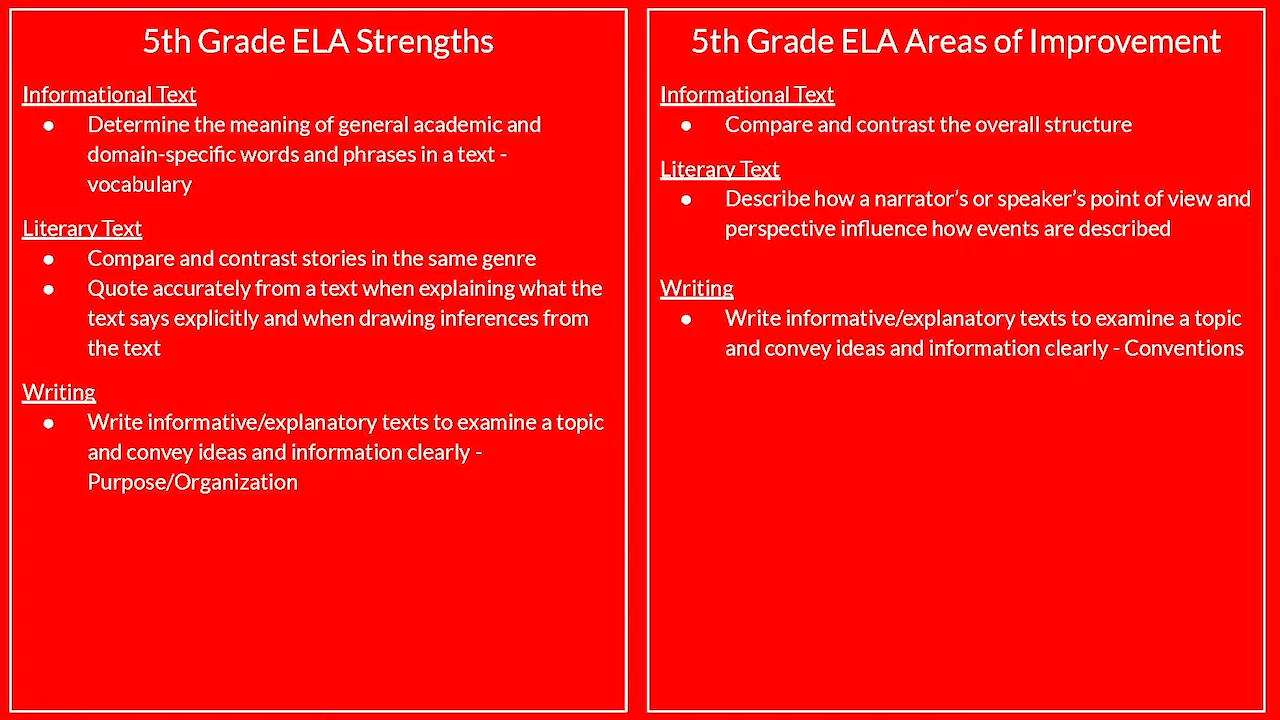 5th Grade ELA Strengths
Informational Text
● Determine the meaning of general academic and
domain-specific words and phrases in a text -
vocabulary
Literary Text
● Compare and contrast stories in the same genre
● Quote accurately from a text when explaining what the
text says explicitly and when drawing inferences from
the text
Writing
● Write informative/explanatory texts to examine a topic
and convey ideas and information clearly -
Purpose/Organization
5th Grade ELA Areas of Improvement
Informational Text
● Compare and contrast the overall structure
Literary Text
● Describe how a narrator’s or speaker’s point of view and
perspective influence how events are described
Writing
● Write informative/explanatory texts to examine a topic
and convey ideas and information clearly - Conventions